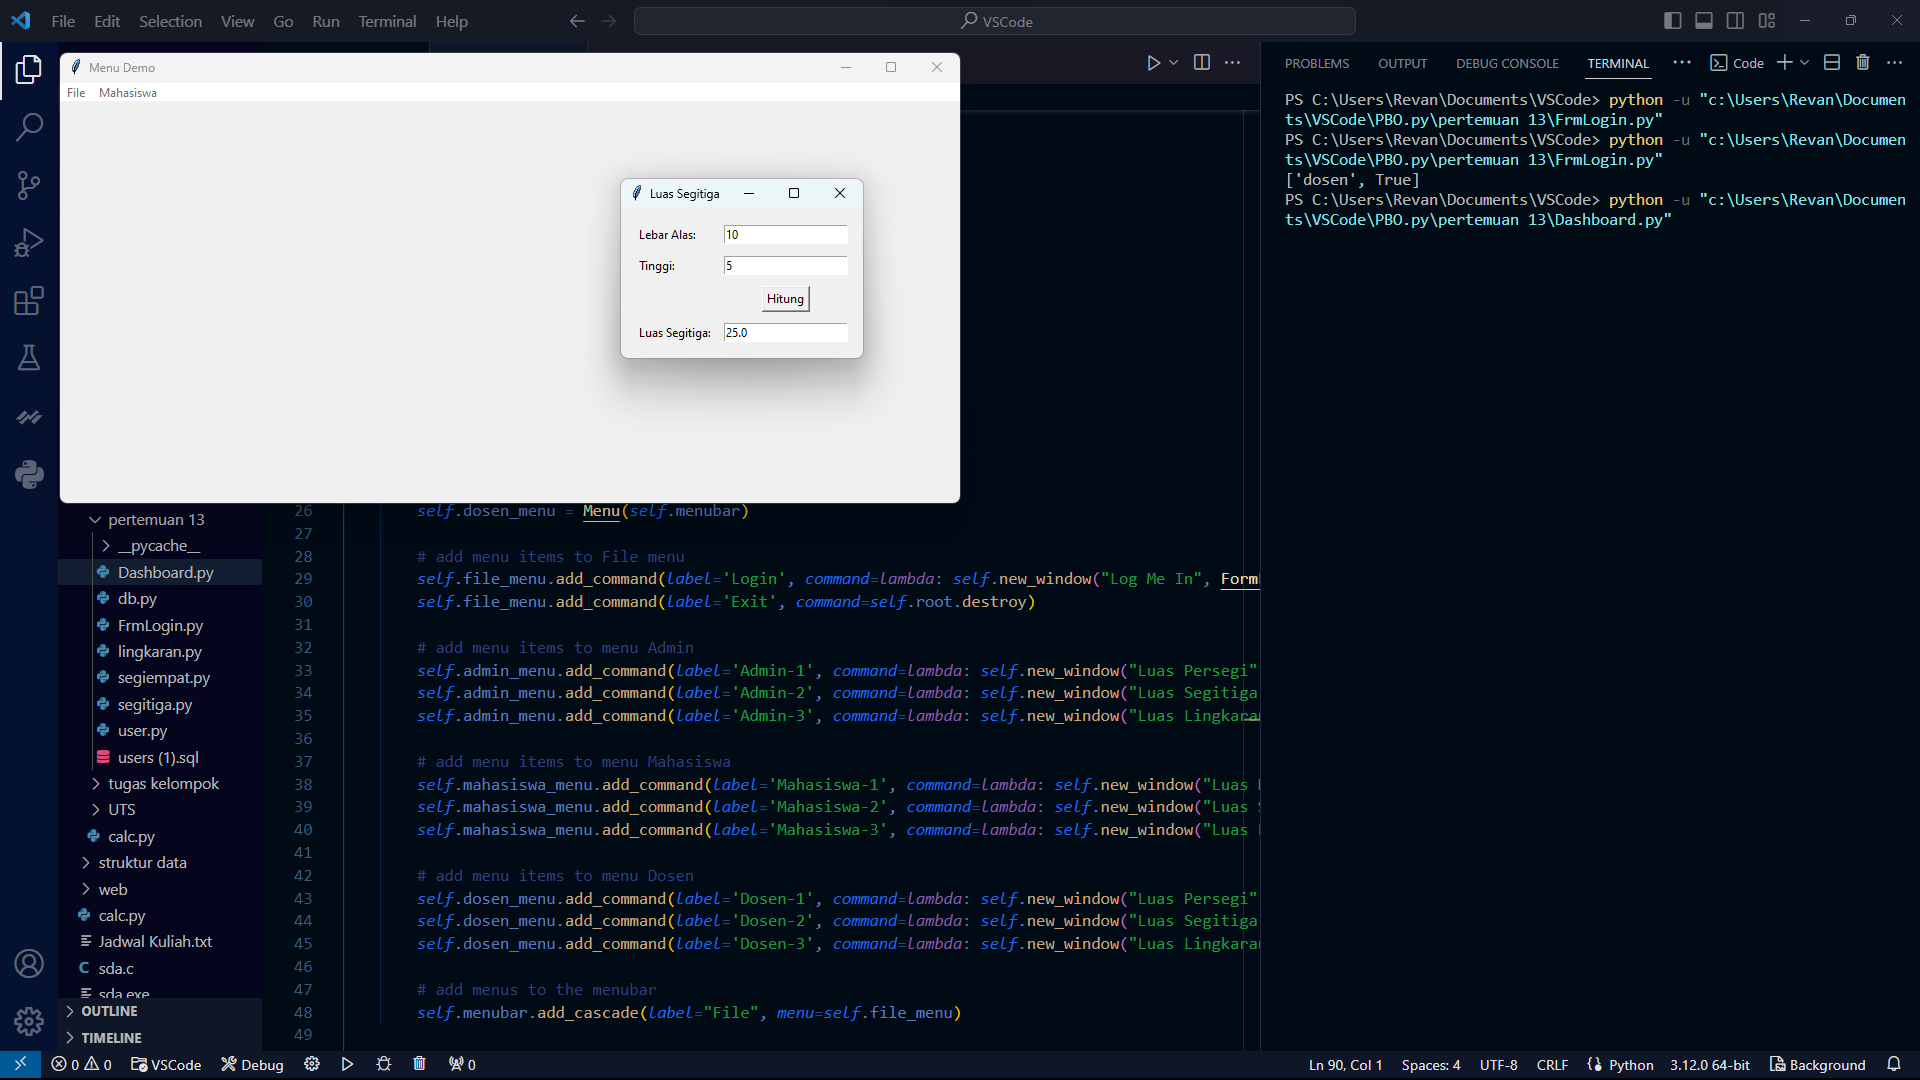 File Edit Selection View Go Run Terminal Help
VSCode
Menu Demo
File Mahasiswa
Luas Segitiga
Lebar Alas: 10
Tinggi: 5
Hitung
Luas Segitiga: 25.0
PROBLEMS OUTPUT DEBUG CONSOLE TERMINAL Code
PS C:\Users\Revan\Documents\VSCode> python -u "c:\Users\Revan\Documen
ts\VSCode\PBO.py\pertemuan 13\FrmLogin.py"
PS C:\Users\Revan\Documents\VSCode> python -u "c:\Users\Revan\Documen
ts\VSCode\PBO.py\pertemuan 13\FrmLogin.py"
['dosen', True]
PS C:\Users\Revan\Documents\VSCode> python -u "c:\Users\Revan\Documen
ts\VSCode\PBO.py\pertemuan 13\Dashboard.py"
pertemuan 13
__pycache__
Dashboard.py
db.py
FrmLogin.py
lingkaran.py
segiempat.py
segitiga.py
user.py
users (1).sql
tugas kelompok
UTS
calc.py
struktur data
web
calc.py
Jadwal Kuliah.txt
C sda.c
sda.exe
OUTLINE
TIMELINE
26 self.dosen_menu = Menu(self.menubar)
27
28 # add menu items to File menu
29 self.file_menu.add_command(label='Login', command=lambda: self.new_window("Log Me In", Form
30 self.file_menu.add_command(label='Exit', command=self.root.destroy)
31
32 # add menu items to menu Admin
33 self.admin_menu.add_command(label='Admin-1', command=lambda: self.new_window("Luas Persegi"
34 self.admin_menu.add_command(label='Admin-2', command=lambda: self.new_window("Luas Segitiga
35 self.admin_menu.add_command(label='Admin-3', command=lambda: self.new_window("Luas Lingkaran
36
37 # add menu items to menu Mahasiswa
38 self.mahasiswa_menu.add_command(label='Mahasiswa-1', command=lambda: self.new_window("Luas
39 self.mahasiswa_menu.add_command(label='Mahasiswa-2', command=lambda: self.new_window("Luas
40 self.mahasiswa_menu.add_command(label='Mahasiswa-3', command=lambda: self.new_window("Luas
41
42 # add menu items to menu Dosen
43 self.dosen_menu.add_command(label='Dosen-1', command=lambda: self.new_window("Luas Persegi"
44 self.dosen_menu.add_command(label='Dosen-2', command=lambda: self.new_window("Luas Segitiga
45 self.dosen_menu.add_command(label='Dosen-3', command=lambda: self.new_window("Luas Lingkaran
46
47 # add menus to the menubar
48 self.menubar.add_cascade(label="File", menu=self.file_menu)
49
0 0 VSCode Debug 0 Ln 90, Col 1 Spaces: 4 UTF-8 CRLF Python 3.12.0 64-bit Background